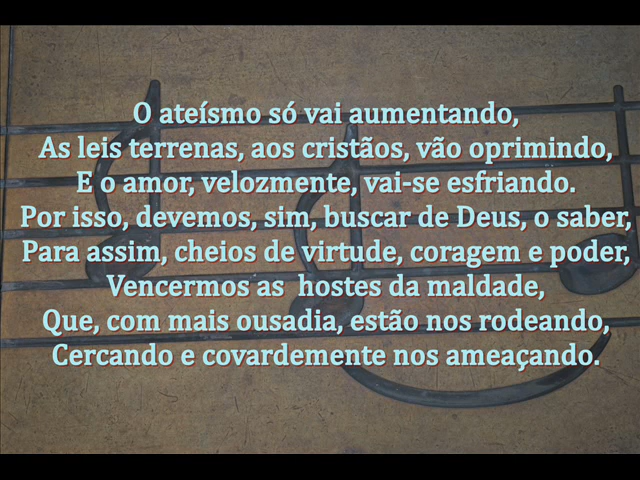 O ateísmo só vai aumentando,
As leis terrenas, aos cristãos, vão oprimindo,
E o amor, velozmente, vai-se esfriando.
Por isso, devemos, sim, buscar de Deus, o saber,
Para assim, cheios de virtude, coragem e poder,
Vencermos as hostes da maldade,
Que, com mais ousadia, estão nos rodeando,
Cercando e covardemente nos ameaçando.